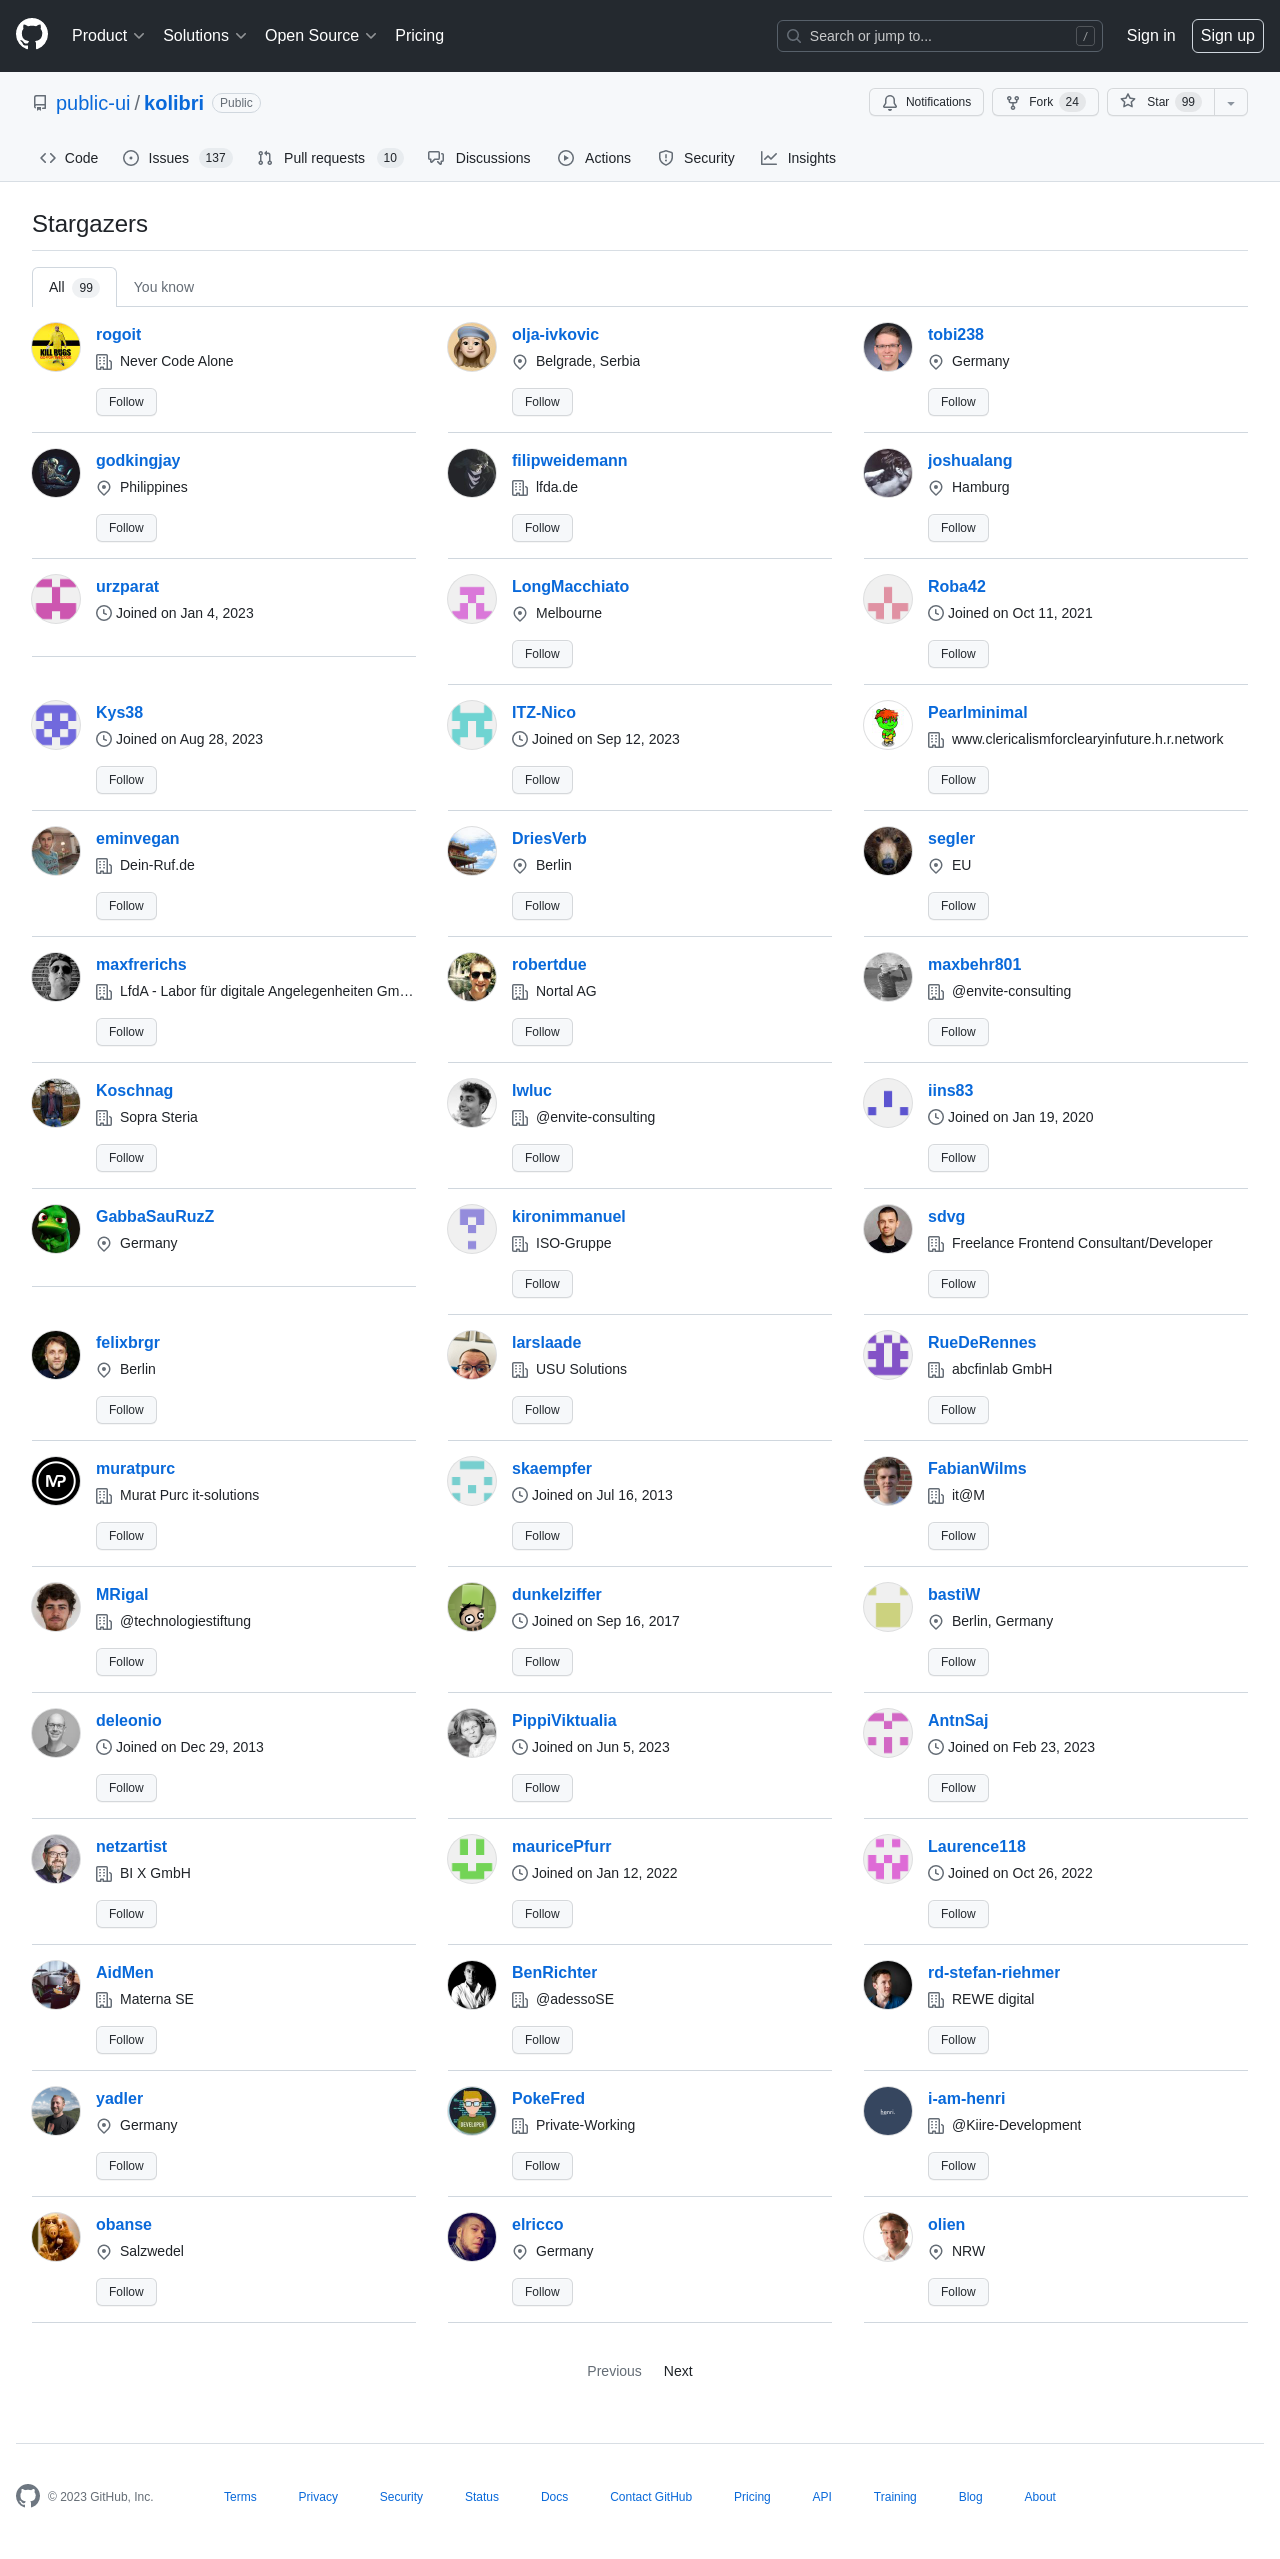 Product Solutions Open Source Pricing Search or jump to... / Sign in Sign up
public-ui / kolibri Public Notifications Fork 24 Star 99
Code Issues 137 Pull requests 10 Discussions Actions Security Insights
Stargazers
All 99 You know
rogoit olja-ivkovic tobi238
Never Code Alone Belgrade, Serbia Germany
Follow Follow Follow
godkingjay filipweidemann joshualang
Philippines lfda.de Hamburg
Follow Follow Follow
urzparat LongMacchiato Roba42
Joined on Jan 4, 2023 Melbourne Joined on Oct 11, 2021
Follow Follow
Kys38 ITZ-Nico Pearlminimal
Joined on Aug 28, 2023 Joined on Sep 12, 2023 www.clericalismforclearyinfuture.h.r.network
Follow Follow Follow
eminvegan DriesVerb segler
Dein-Ruf.de Berlin EU
Follow Follow Follow
maxfrerichs robertdue maxbehr801
LfdA - Labor für digitale Angelegenheiten Gm… Nortal AG @envite-consulting
Follow Follow Follow
Koschnag lwluc iins83
Sopra Steria @envite-consulting Joined on Jan 19, 2020
Follow Follow Follow
GabbaSauRuzZ kironimmanuel sdvg
Germany ISO-Gruppe Freelance Frontend Consultant/Developer
Follow Follow
felixbrgr larslaade RueDeRennes
Berlin USU Solutions abcfinlab GmbH
Follow Follow Follow
muratpurc skaempfer FabianWilms
Murat Purc it-solutions Joined on Jul 16, 2013 it@M
Follow Follow Follow
MRigal dunkelziffer bastiW
@technologiestiftung Joined on Sep 16, 2017 Berlin, Germany
Follow Follow Follow
deleonio PippiViktualia AntnSaj
Joined on Dec 29, 2013 Joined on Jun 5, 2023 Joined on Feb 23, 2023
Follow Follow Follow
netzartist mauricePfurr Laurence118
BI X GmbH Joined on Jan 12, 2022 Joined on Oct 26, 2022
Follow Follow Follow
AidMen BenRichter rd-stefan-riehmer
Materna SE @adessoSE REWE digital
Follow Follow Follow
yadler PokeFred i-am-henri
Germany Private-Working @Kiire-Development
Follow Follow Follow
obanse elricco olien
Salzwedel Germany NRW
Follow Follow Follow
Previous Next
© 2023 GitHub, Inc. Terms Privacy Security Status Docs Contact GitHub Pricing API Training Blog About